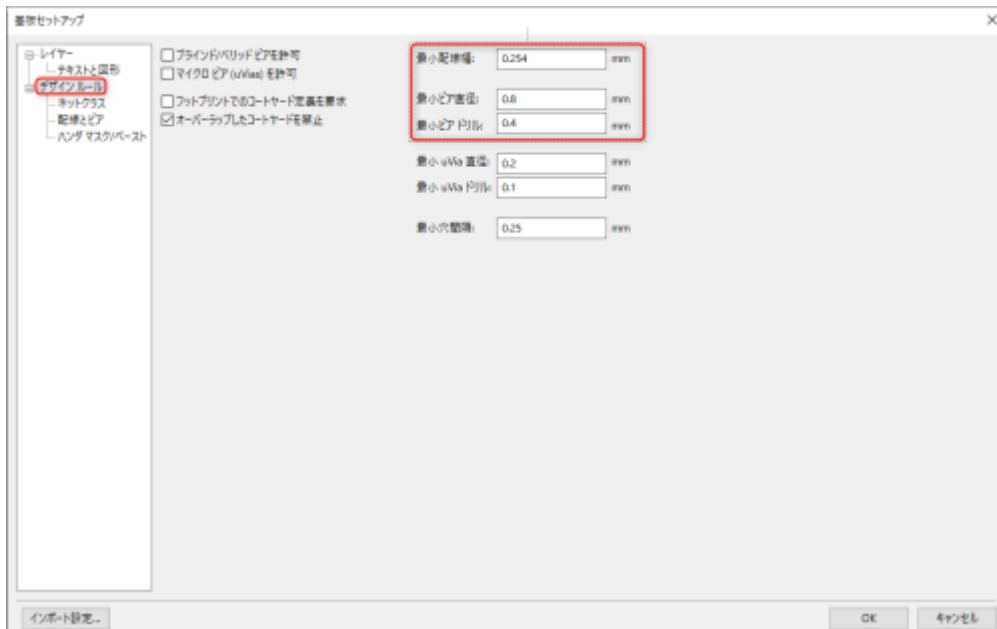 基板セットアップ
レイヤー
テキストと図形
デザイン ルール
ネットクラス
配線とビア
ハンダ マスク/ペースト
ブラインド/ベリッド ビアを許可
マイクロ ビア (uVias) を許可
フットプリントでのコートヤード定義を要求
オーバーラップしたコートヤードを禁止
最小配線幅: 0.254 mm
最小ビア直径: 0.8 mm
最小ビア ドリル: 0.4 mm
最小 uVia 直径: 0.2 mm
最小 uVia ドリル: 0.1 mm
最小穴間隔: 0.25 mm
インポート設定...
OK
キャンセル